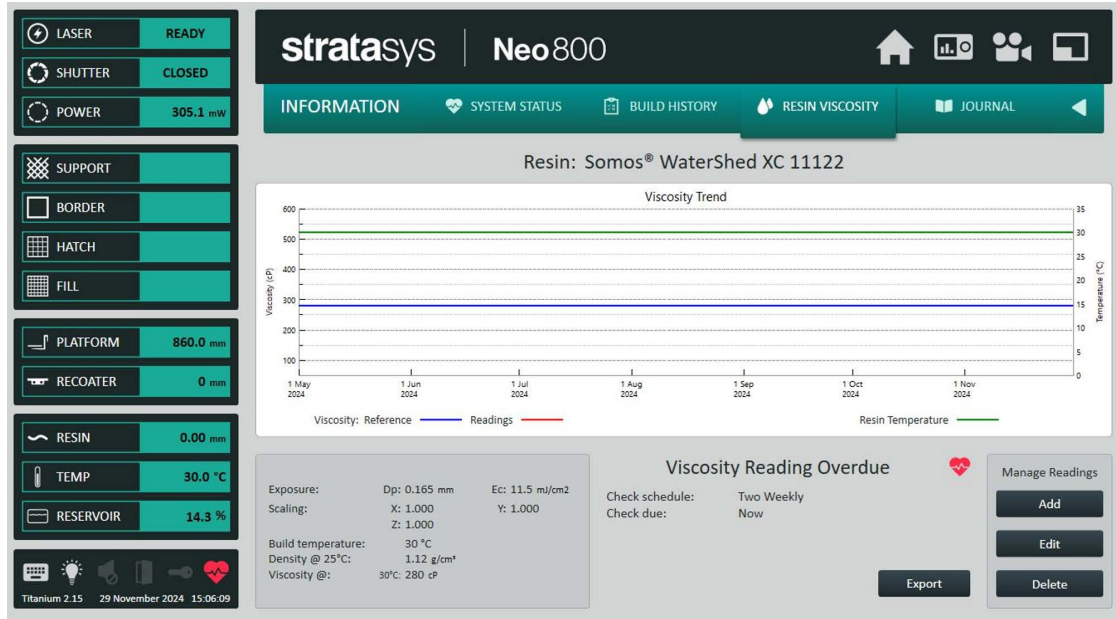 LASER READY
SHUTTER CLOSED
POWER 305.1 mW
SUPPORT
BORDER
HATCH
FILL
PLATFORM 860.0 mm
RECOATER 0 mm
RESIN 0.00 mm
TEMP 30.0 °C
RESERVOIR 14.3 %
Titanium 2.15 29 November 2024 15:06:09
stratasys Neo800
INFORMATION SYSTEM STATUS BUILD HISTORY RESIN VISCOSITY JOURNAL
Resin: Somos® WaterShed XC 11122
Viscosity Trend
600 35
500 30
25
400
20
300 15
200 10
5
100
0
Viscosity (cP)
Temperature (°C)
1 May 1 Jun 1 Jul 1 Aug 1 Sep 1 Oct 1 Nov
2024 2024 2024 2024 2024 2024 2024
Viscosity: Reference Readings Resin Temperature
Exposure: Dp: 0.165 mm Ec: 11.5 mJ/cm2
Scaling: X: 1.000 Y: 1.000
Z: 1.000
Build temperature: 30 °C
Density @ 25°C: 1.12 g/cm³
Viscosity @: 30°C: 280 cP
Viscosity Reading Overdue
Check schedule: Two Weekly
Check due: Now
Export
Manage Readings
Add
Edit
Delete